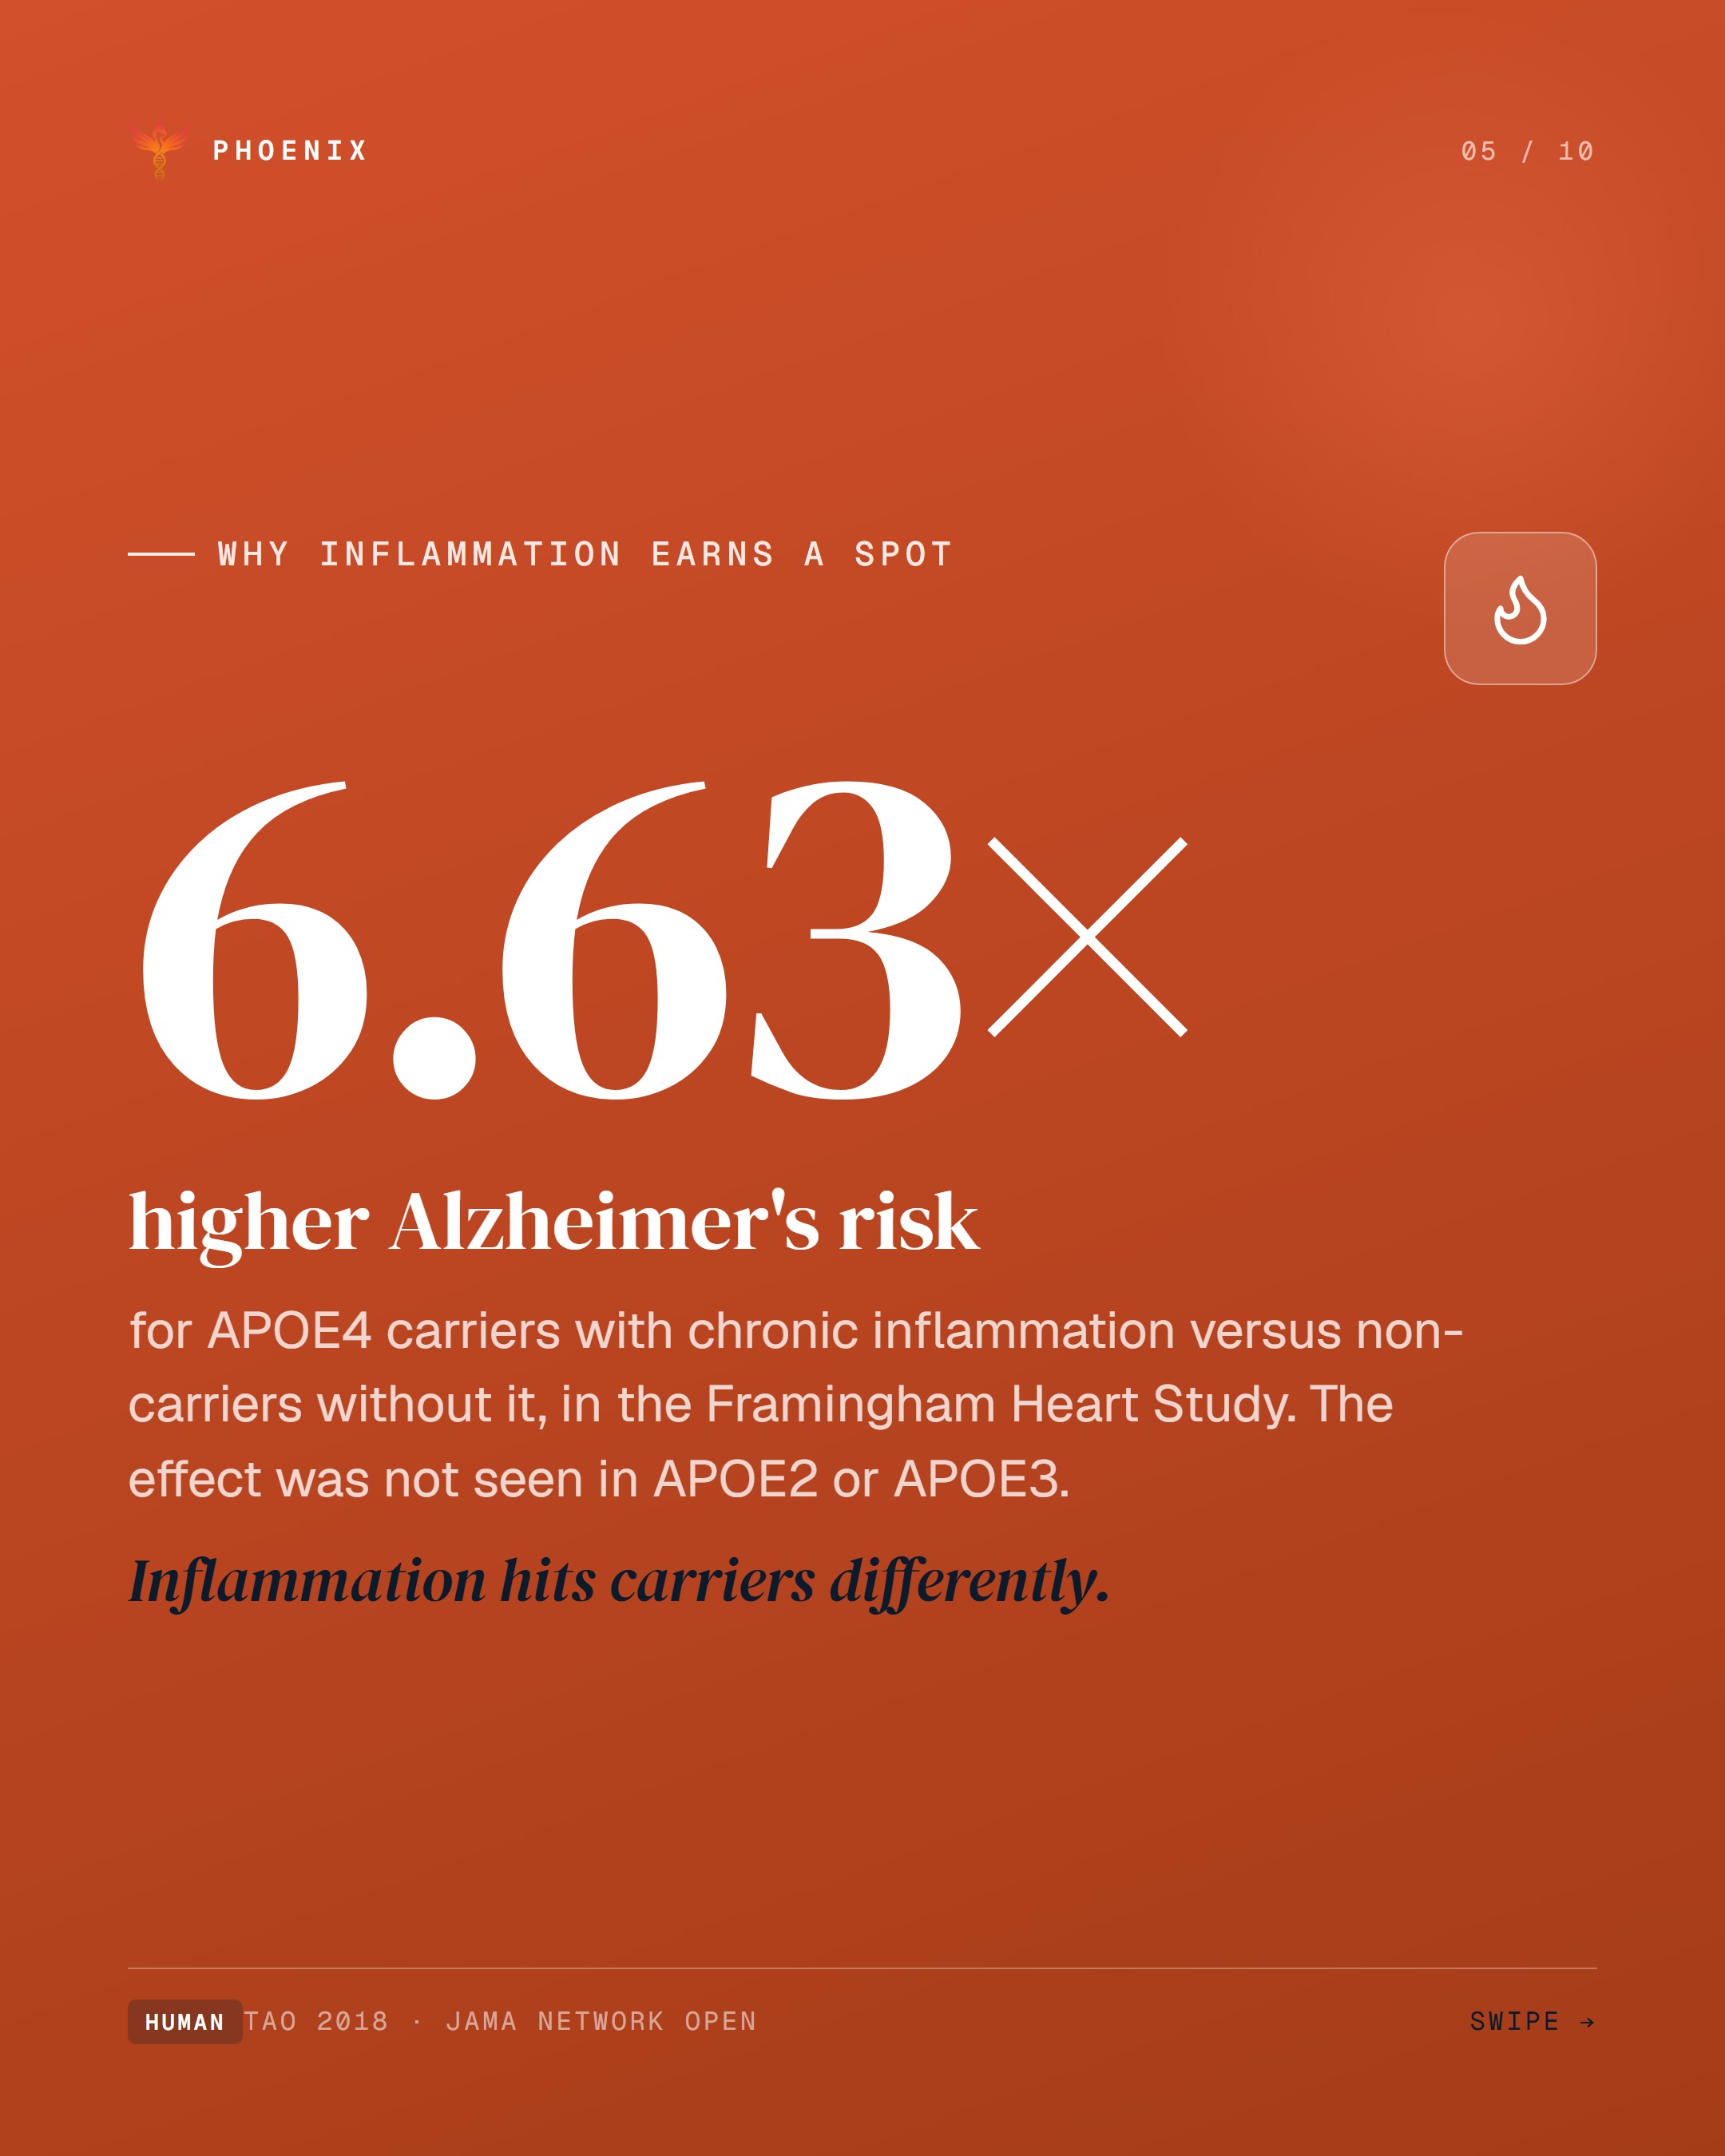 PHOENIX
05 / 10
WHY INFLAMMATION EARNS A SPOT
6.63×
higher Alzheimer's risk
for APOE4 carriers with chronic inflammation versus non-
carriers without it, in the Framingham Heart Study. The
effect was not seen in APOE2 or APOE3.
Inflammation hits carriers differently.
HUMAN TAO 2018 · JAMA NETWORK OPEN
SWIPE →